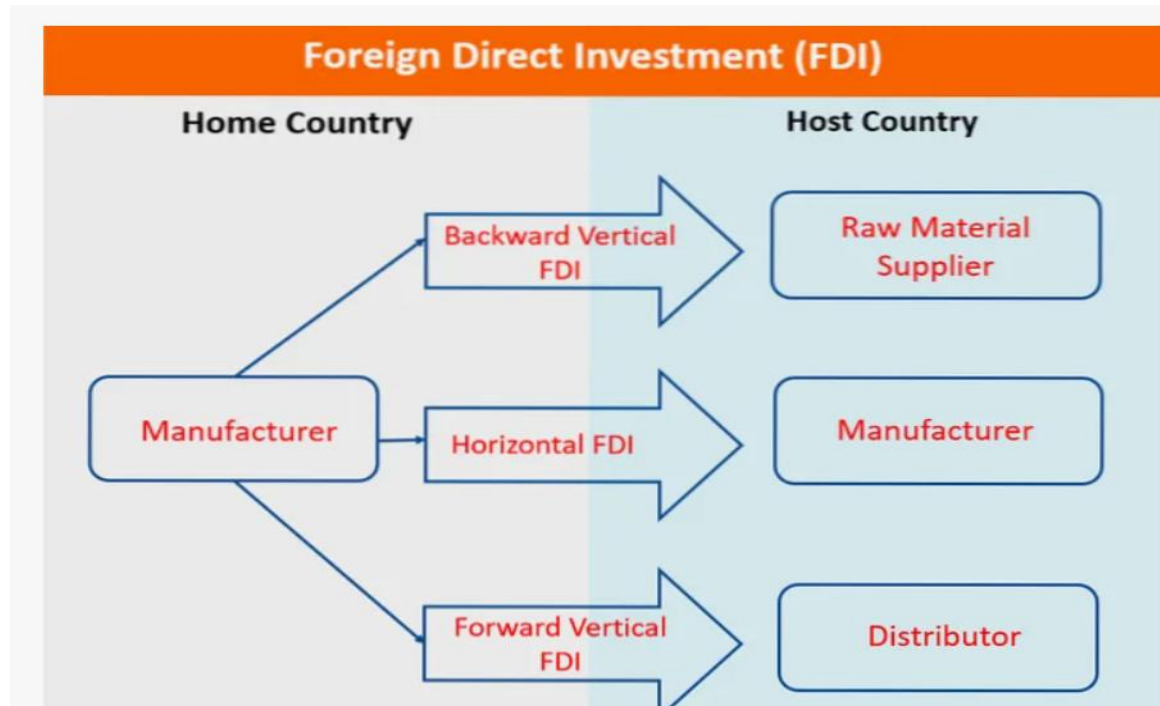 Foreign Direct Investment (FDI)
Home Country
Host Country
Backward Vertical
FDI
Raw Material
Supplier
Manufacturer
Horizontal FDI
Manufacturer
Forward Vertical
FDI
Distributor